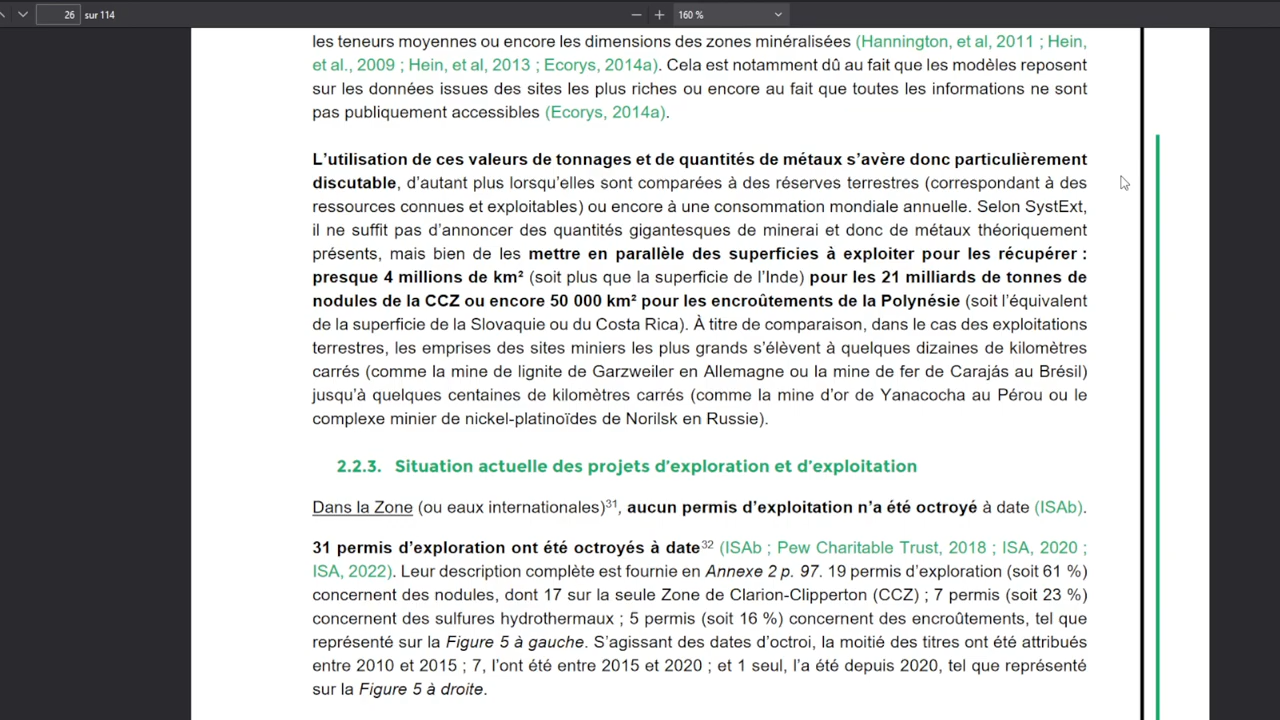 26 sur 114 160 %
les teneurs moyennes ou encore les dimensions des zones minéralisées (Hannington, et al, 2011 ; Hein,
et al., 2009 ; Hein, et al, 2013 ; Ecorys, 2014a). Cela est notamment dû au fait que les modèles reposent
sur les données issues des sites les plus riches ou encore au fait que toutes les informations ne sont
pas publiquement accessibles (Ecorys, 2014a).
L’utilisation de ces valeurs de tonnages et de quantités de métaux s’avère donc particulièrement
discutable, d’autant plus lorsqu’elles sont comparées à des réserves terrestres (correspondant à des
ressources connues et exploitables) ou encore à une consommation mondiale annuelle. Selon SystExt,
il ne suffit pas d’annoncer des quantités gigantesques de minerai et donc de métaux théoriquement
présents, mais bien de les mettre en parallèle des superficies à exploiter pour les récupérer :
presque 4 millions de km² (soit plus que la superficie de l’Inde) pour les 21 milliards de tonnes de
nodules de la CCZ ou encore 50 000 km² pour les encroûtements de la Polynésie (soit l’équivalent
de la superficie de la Slovaquie ou du Costa Rica). À titre de comparaison, dans le cas des exploitations
terrestres, les emprises des sites miniers les plus grands s’élèvent à quelques dizaines de kilomètres
carrés (comme la mine de lignite de Garzweiler en Allemagne ou la mine de fer de Carajás au Brésil)
jusqu’à quelques centaines de kilomètres carrés (comme la mine d’or de Yanacocha au Pérou ou le
complexe minier de nickel-platinoïdes de Norilsk en Russie).
2.2.3. Situation actuelle des projets d’exploration et d’exploitation
Dans la Zone (ou eaux internationales)³¹, aucun permis d’exploitation n’a été octroyé à date (ISAb).
31 permis d’exploration ont été octroyés à date³² (ISAb ; Pew Charitable Trust, 2018 ; ISA, 2020 ;
ISA, 2022). Leur description complète est fournie en Annexe 2 p. 97. 19 permis d’exploration (soit 61 %)
concernent des nodules, dont 17 sur la seule Zone de Clarion-Clipperton (CCZ) ; 7 permis (soit 23 %)
concernent des sulfures hydrothermaux ; 5 permis (soit 16 %) concernent des encroûtements, tel que
représenté sur la Figure 5 à gauche. S’agissant des dates d’octroi, la moitié des titres ont été attribués
entre 2010 et 2015 ; 7, l’ont été entre 2015 et 2020 ; et 1 seul, l’a été depuis 2020, tel que représenté
sur la Figure 5 à droite.